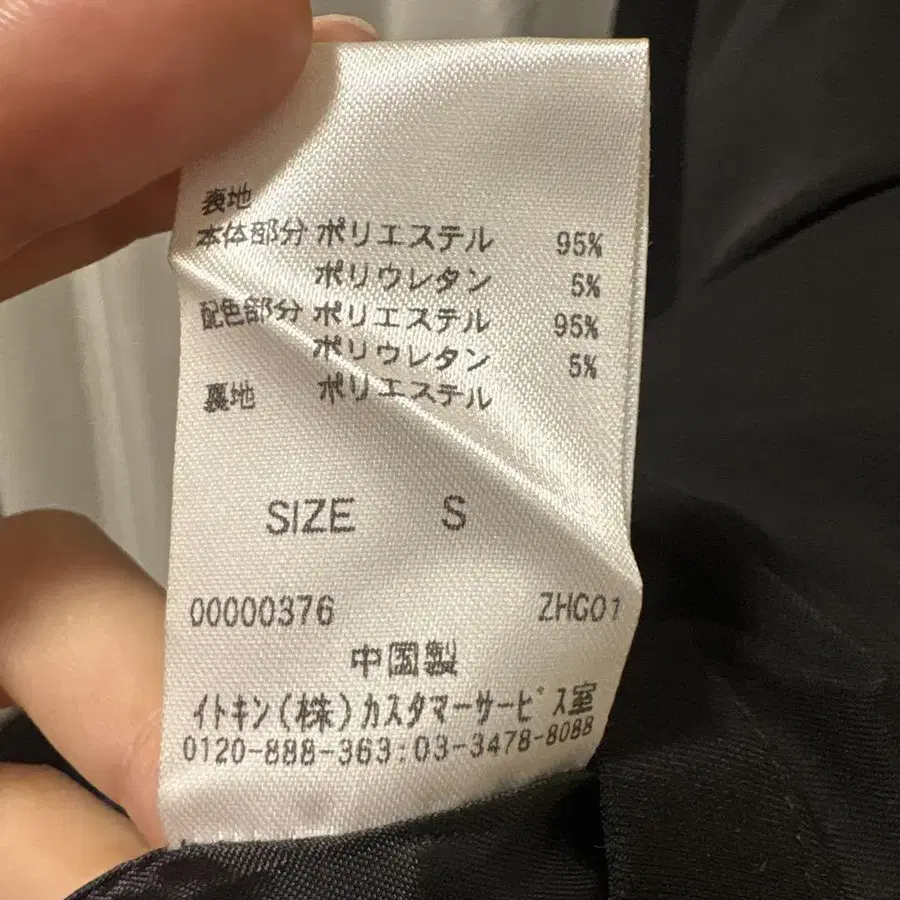 表地
本体部分 ポリエステル 95%
ポリウレタン 5%
配色部分 ポリエステル 95%
ポリウレタン 5%
裏地 ポリエステル
SIZE S
00000376 ZHG01
中国製
イトキン(株)カスタマーサービス室
0120-888-363:03-3478-8088